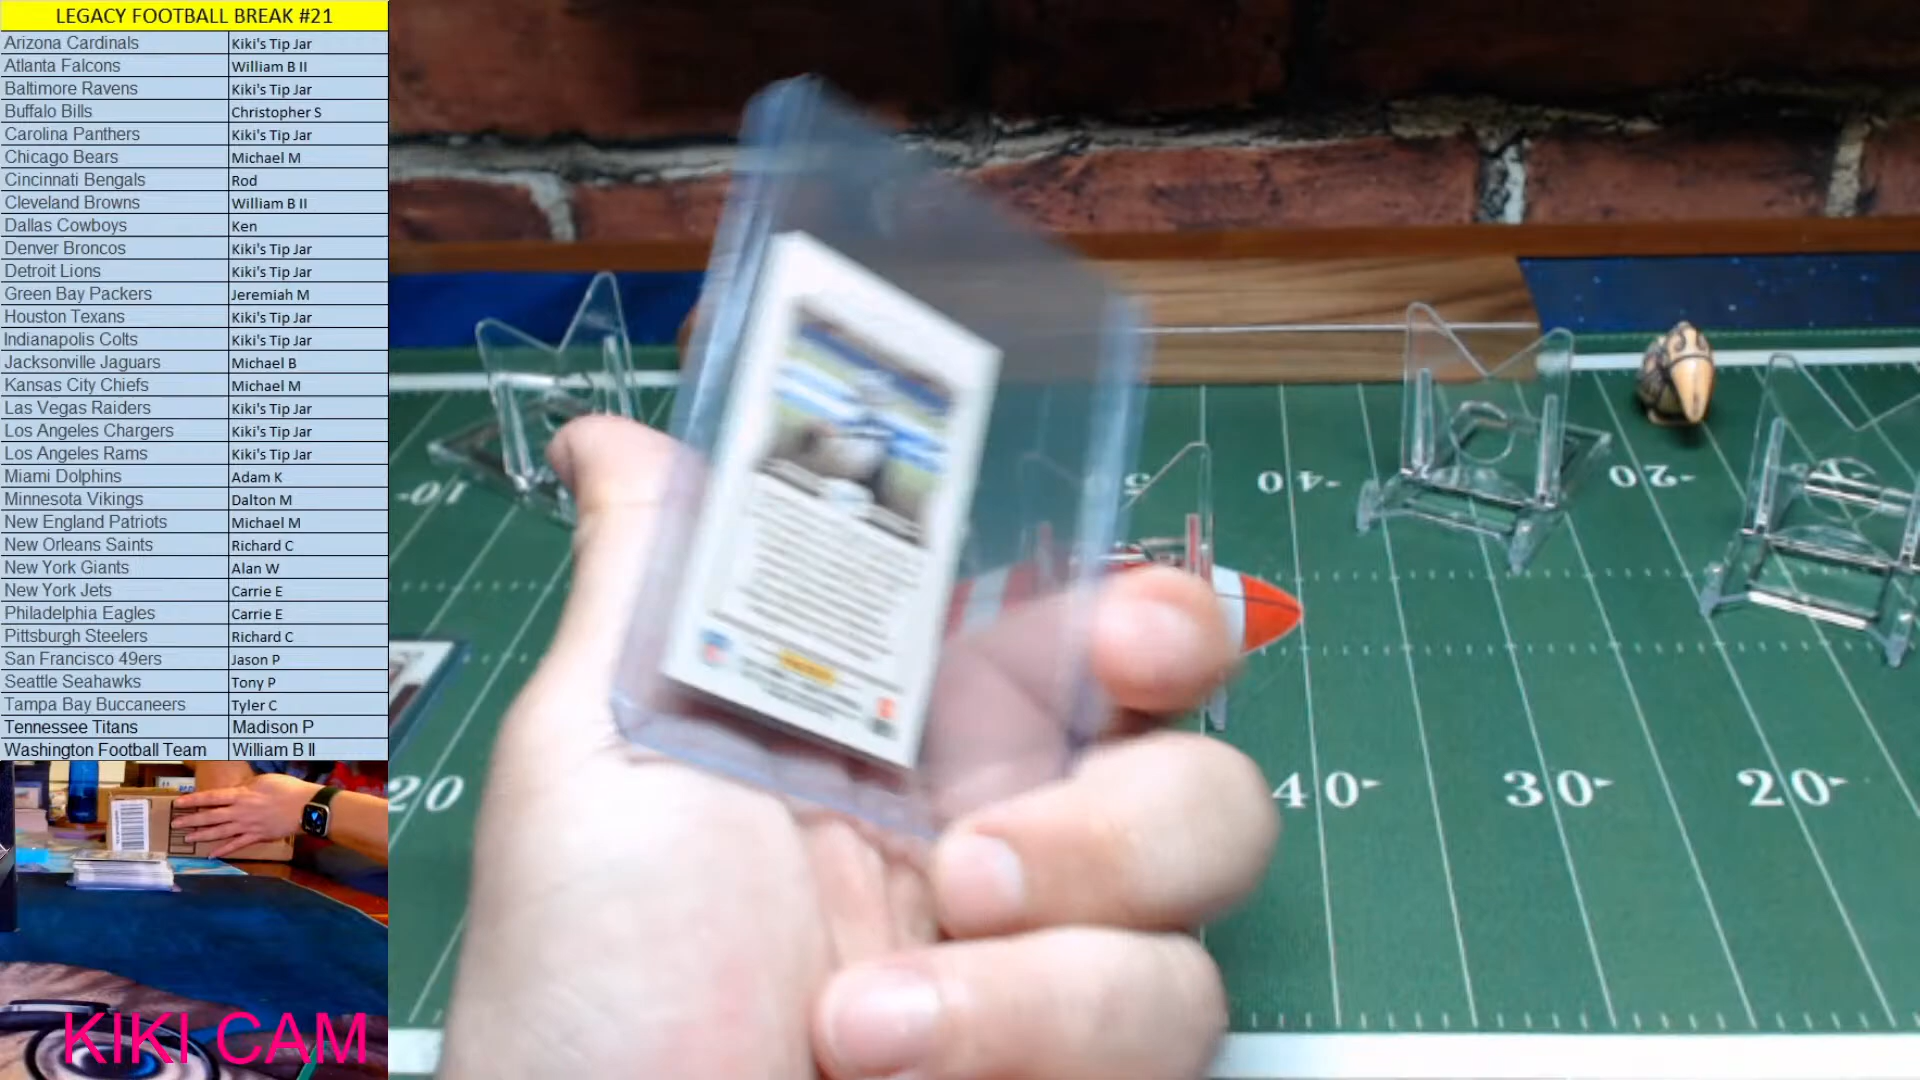 LEGACY FOOTBALL BREAK #21
Arizona Cardinals Kiki's Tip Jar
Atlanta Falcons William B II
Baltimore Ravens Kiki's Tip Jar
Buffalo Bills Christopher S
Carolina Panthers Kiki's Tip Jar
Chicago Bears Michael M
Cincinnati Bengals Rod
Cleveland Browns William B II
Dallas Cowboys Ken
Denver Broncos Kiki's Tip Jar
Detroit Lions Kiki's Tip Jar
Green Bay Packers Jeremiah M
Houston Texans Kiki's Tip Jar
Indianapolis Colts Kiki's Tip Jar
Jacksonville Jaguars Michael B
Kansas City Chiefs Michael M
Las Vegas Raiders Kiki's Tip Jar
Los Angeles Chargers Kiki's Tip Jar
Los Angeles Rams Kiki's Tip Jar
Miami Dolphins Adam K
Minnesota Vikings Dalton M
New England Patriots Michael M
New Orleans Saints Richard C
New York Giants Alan W
New York Jets Carrie E
Philadelphia Eagles Carrie E
Pittsburgh Steelers Richard C
San Francisco 49ers Jason P
Seattle Seahawks Tony P
Tampa Bay Buccaneers Tyler C
Tennessee Titans Madison P
Washington Football Team William B II
40- 20-
20 40- 30- 20-
KIKI CAM